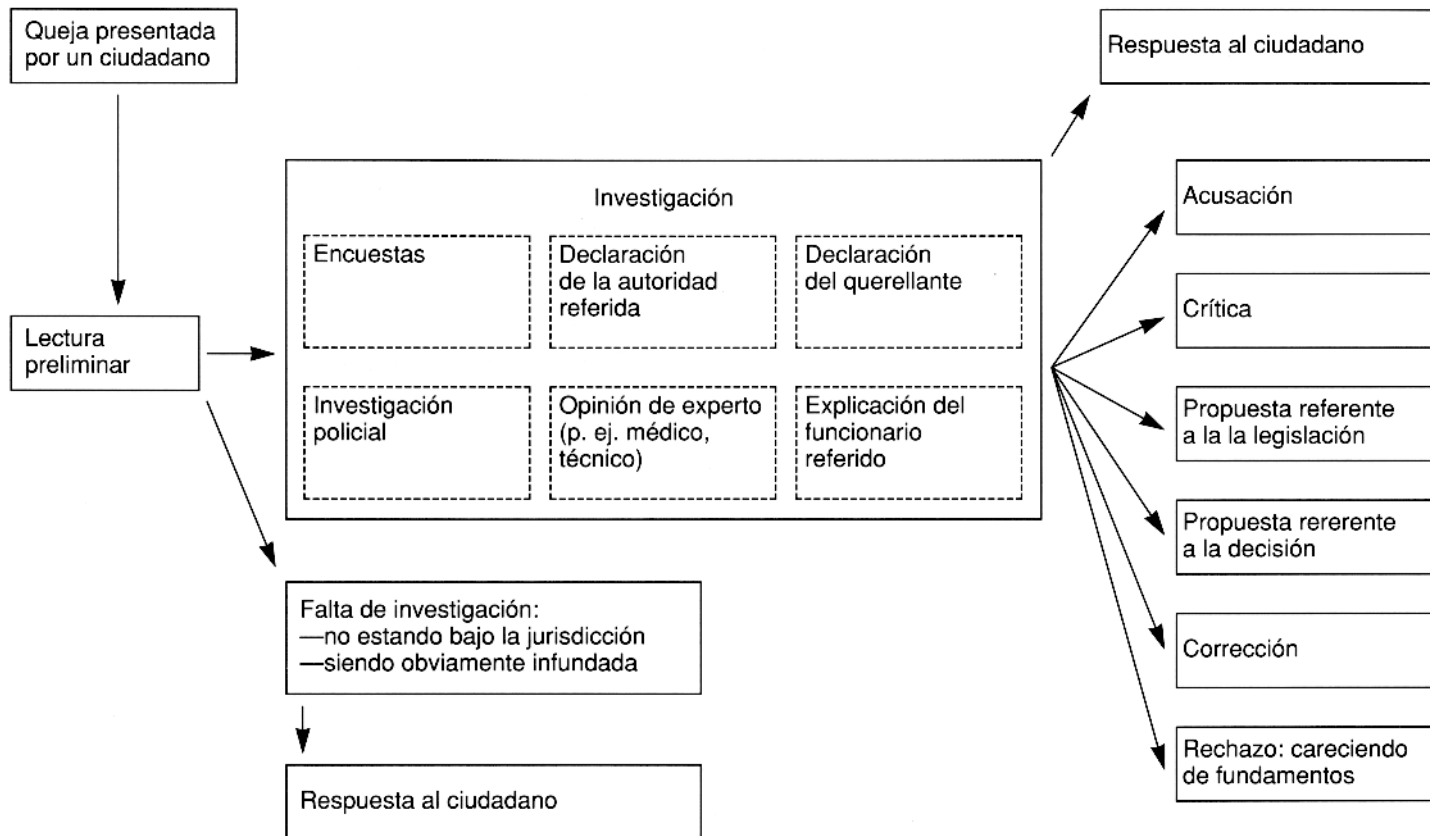 Queja presentada
por un ciudadano
Respuesta al ciudadano
Investigación
Encuestas
Declaración
de la autoridad
referida
Declaración
del querellante
Investigación
policial
Opinión de experto
(p. ej. médico,
técnico)
Explicación del
funcionario
referido
Lectura
preliminar
Acusación
Crítica
Propuesta referente
a la la legislación
Propuesta rererente
a la decisión
Corrección
Rechazo: careciendo
de fundamentos
Falta de investigación:
—no estando bajo la jurisdicción
—siendo obviamente infundada
Respuesta al ciudadano